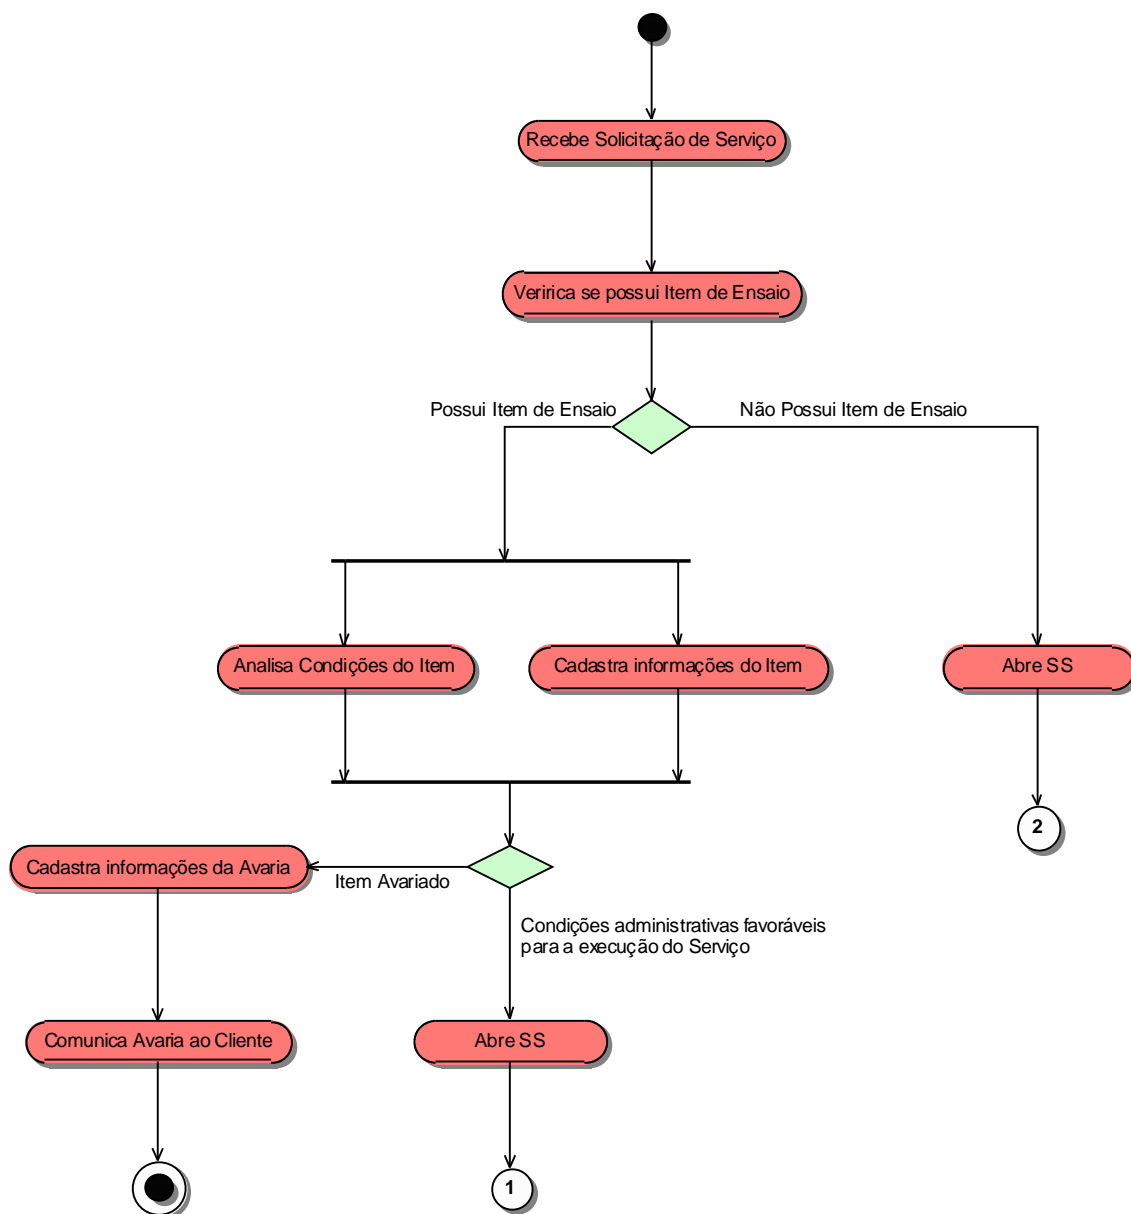 Recebe Solicitação de Serviço
Veririca se possui Item de Ensaio
Possui Item de Ensaio
Não Possui Item de Ensaio
Analisa Condições do Item
Cadastra informações do Item
Abre SS
2
Cadastra informações da Avaria
Item Avariado
Condições administrativas favoráveis
para a execução do Serviço
Comunica Avaria ao Cliente
Abre SS
1